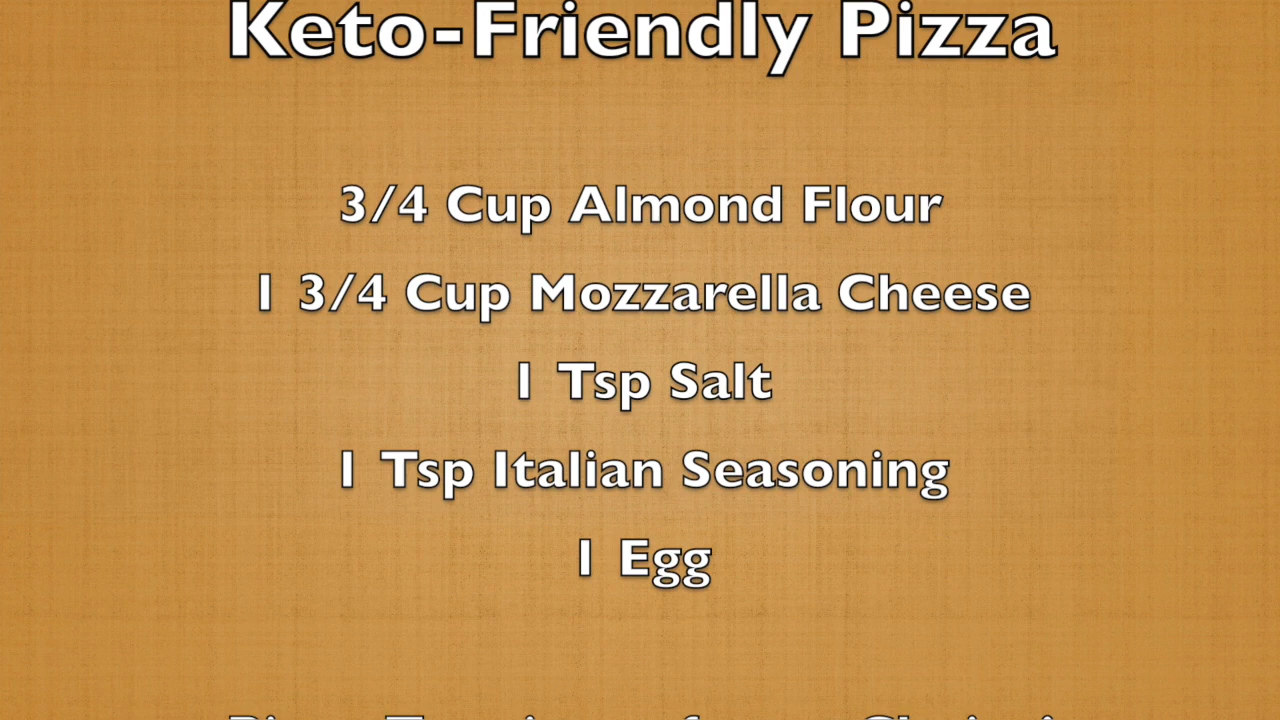 Keto-Friendly Pizza
3/4 Cup Almond Flour
1 3/4 Cup Mozzarella Cheese
1 Tsp Salt
1 Tsp Italian Seasoning
1 Egg